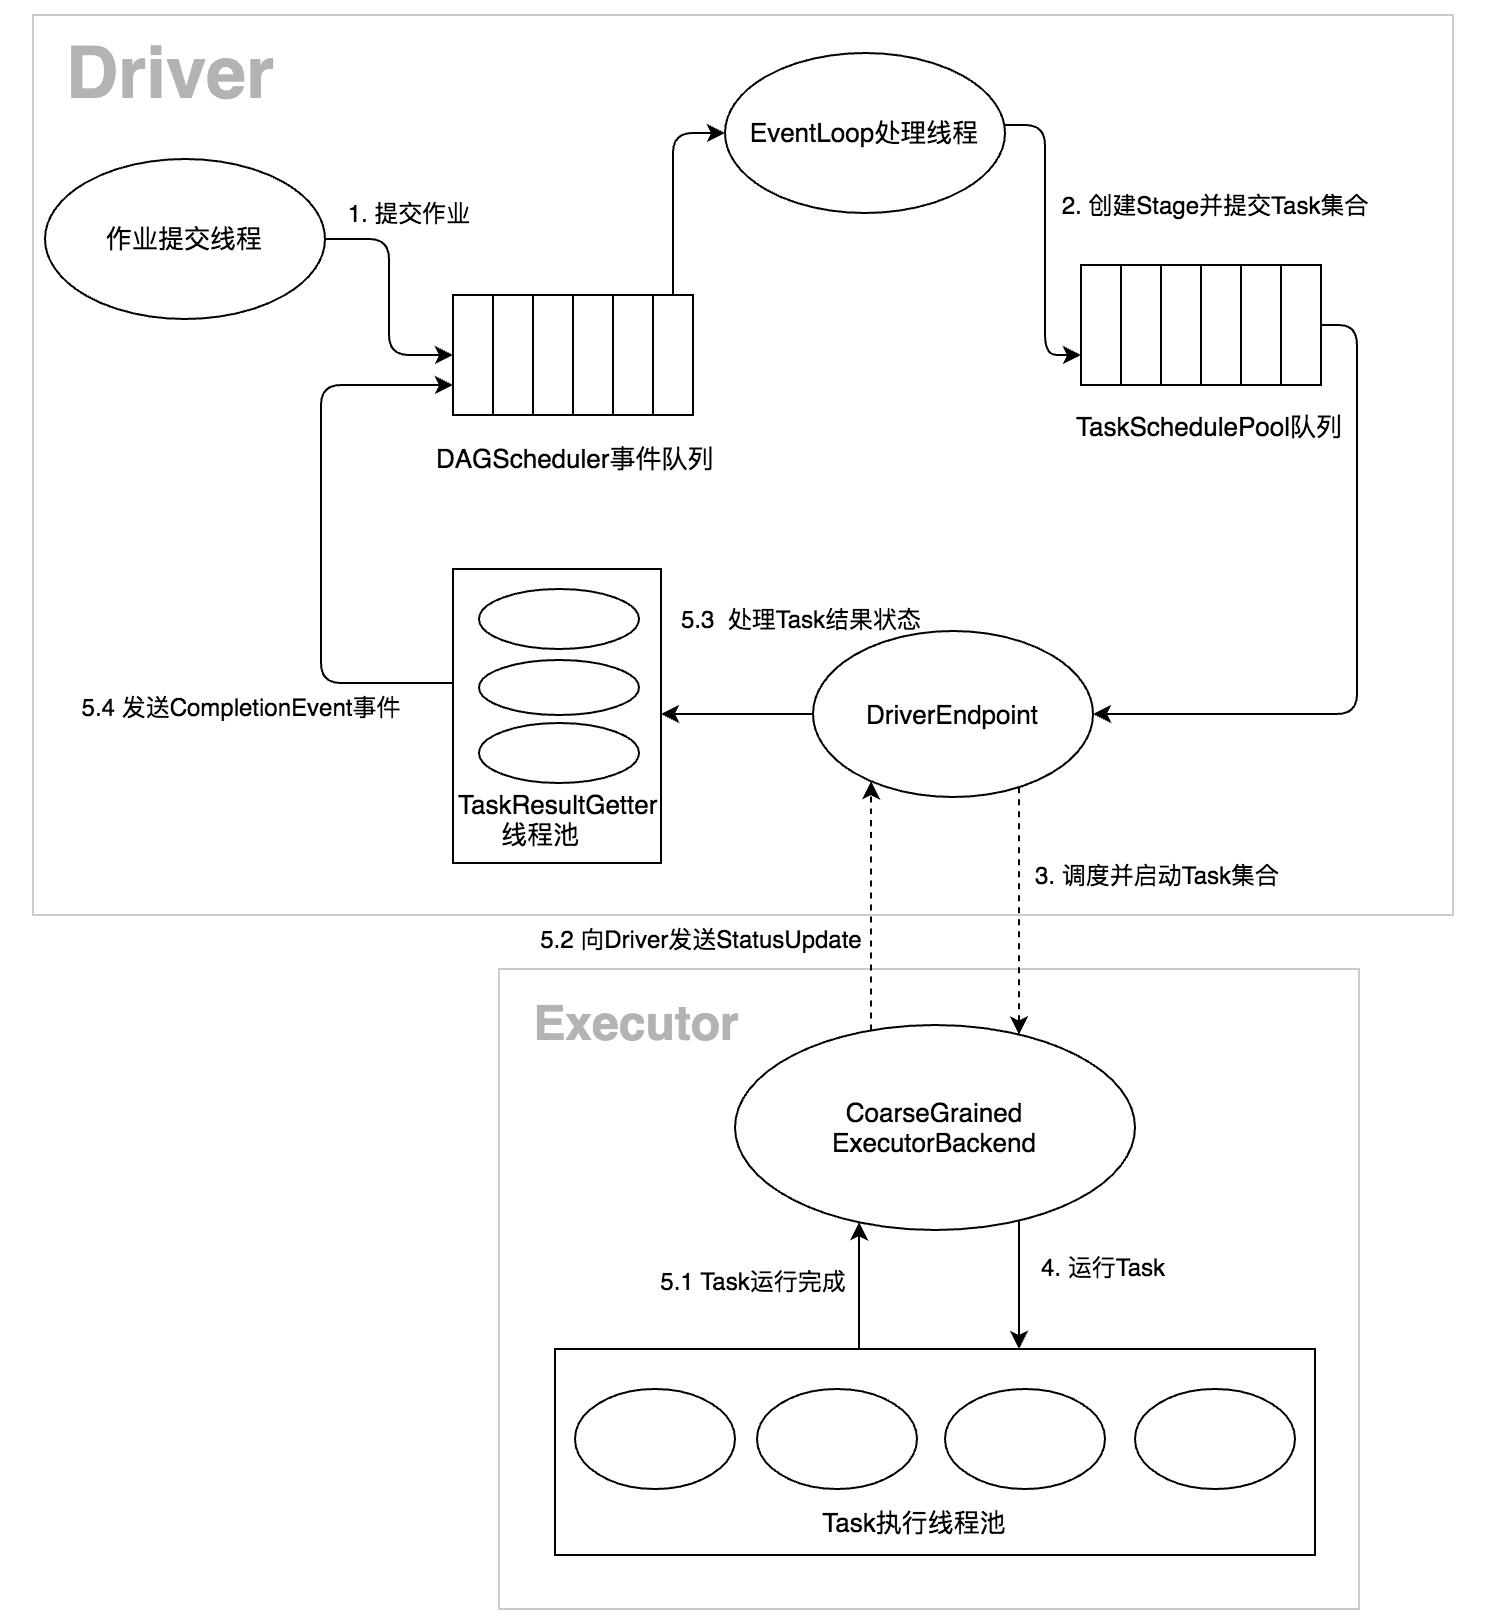 Driver
EventLoop处理线程
1. 提交作业
2. 创建Stage并提交Task集合
作业提交线程
TaskSchedulePool队列
DAGScheduler事件队列
5.3 处理Task结果状态
5.4 发送CompletionEvent事件
DriverEndpoint
TaskResultGetter
线程池
3. 调度并启动Task集合
5.2 向Driver发送StatusUpdate
Executor
CoarseGrained
ExecutorBackend
5.1 Task运行完成
4. 运行Task
Task执行线程池